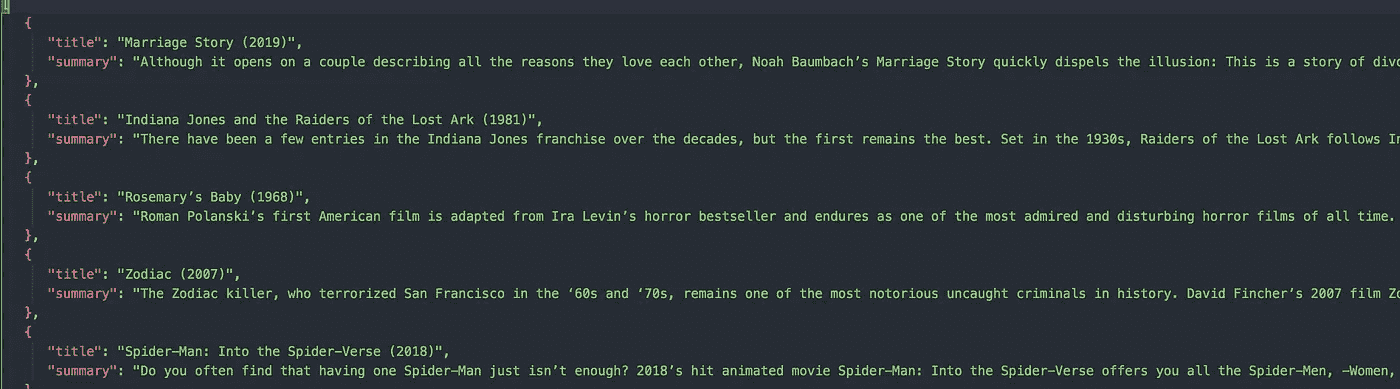 [
{
"title": "Marriage Story (2019)",
"summary": "Although it opens on a couple describing all the reasons they love each other, Noah Baumbach’s Marriage Story quickly dispels the illusion: This is a story of divo
},
{
"title": "Indiana Jones and the Raiders of the Lost Ark (1981)",
"summary": "There have been a few entries in the Indiana Jones franchise over the decades, but the first remains the best. Set in the 1930s, Raiders of the Lost Ark follows In
},
{
"title": "Rosemary’s Baby (1968)",
"summary": "Roman Polanski’s first American film is adapted from Ira Levin’s horror bestseller and endures as one of the most admired and disturbing horror films of all time.
},
{
"title": "Zodiac (2007)",
"summary": "The Zodiac killer, who terrorized San Francisco in the ‘60s and ‘70s, remains one of the most notorious uncaught criminals in history. David Fincher’s 2007 film Zo
},
{
"title": "Spider—Man: Into the Spider—Verse (2018)",
"summary": "Do you often find that having one Spider—Man just isn’t enough? 2018’s hit animated movie Spider—Man: Into the Spider—Verse offers you all the Spider—Men, —Women,